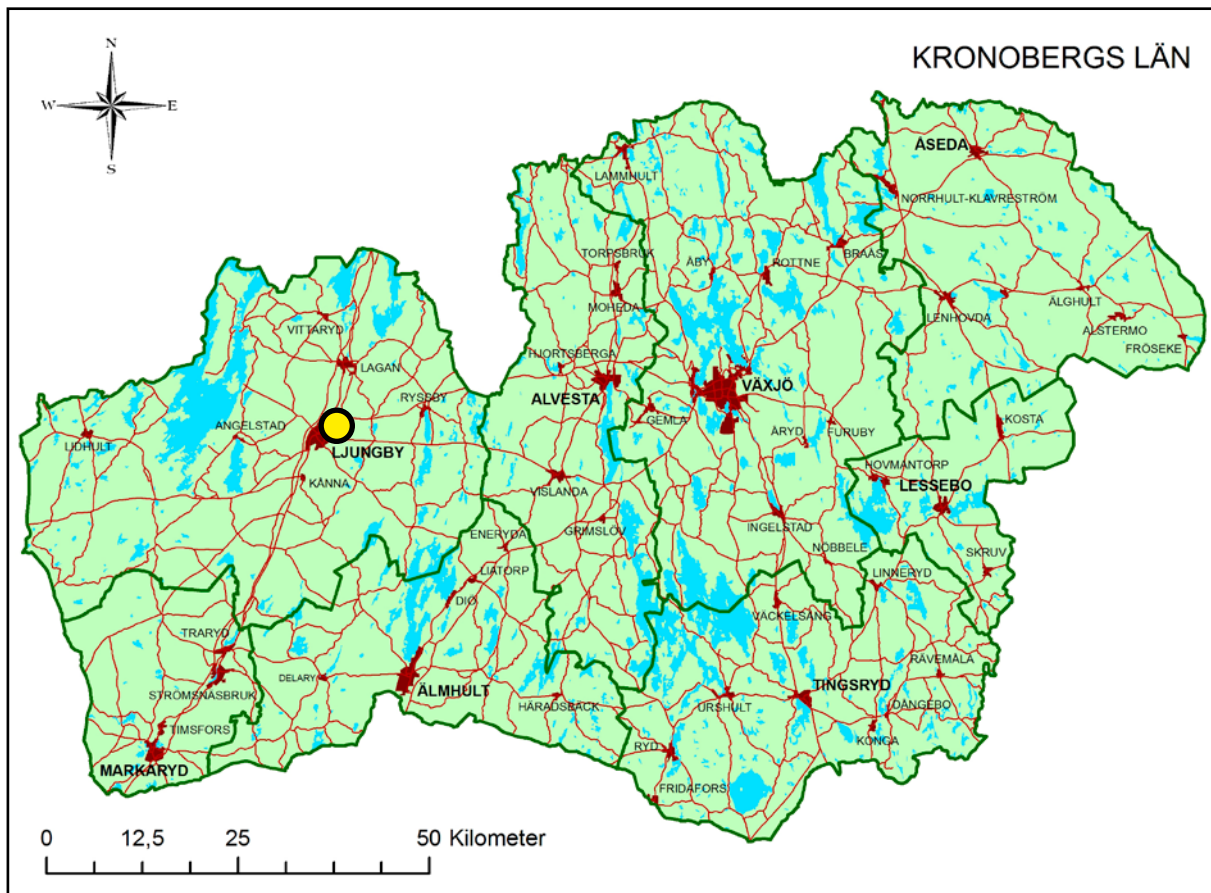 N
KRONOBERGS LÄN
W E
S
ÅSEDA
LAMMHULT
NORRHULT-KLAVRESTRÖM
TORPSBRUK
ÅBY
ROTTNE
BRAÅS
MOHEDA
ÄLGHULT
LENHOVDA
ALSTERMO
VITTARYD
FRÖSEKE
HJORTSBERGA
LAGAN
VÄXJÖ
ALVESTA
RYSSBY
GEMLA
KOSTA
ANGELSTAD
LIDHULT
ÅRYD
FURUBY
LJUNGBY
HOVMANTORP
KÅNNA
LESSEBO
VISLANDA
INGELSTAD
GRIMSLÖV
ENERYDA
NÖBBELE
SKRUV
LIATORP
LINNERYD
DIÖ
VÄCKELSÅNG
TRARYD
RÄVEMÅLA
DELARY
STRÖMSNÄSBRUK
ÄLMHULT
TINGSRYD
HÄRADSBÄCK
URSHULT
DÅNGEBO
TIMSFORS
KONGA
RYD
MARKARYD
FRIDAFORS
0 12,5 25 50 Kilometer